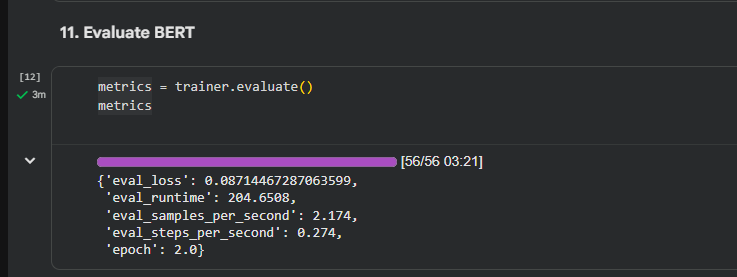 11. Evaluate BERT
[12]
3m
metrics = trainer.evaluate()
metrics
[56/56 03:21]
{'eval_loss': 0.08714467287063599,
'eval_runtime': 204.6508,
'eval_samples_per_second': 2.174,
'eval_steps_per_second': 0.274,
'epoch': 2.0}